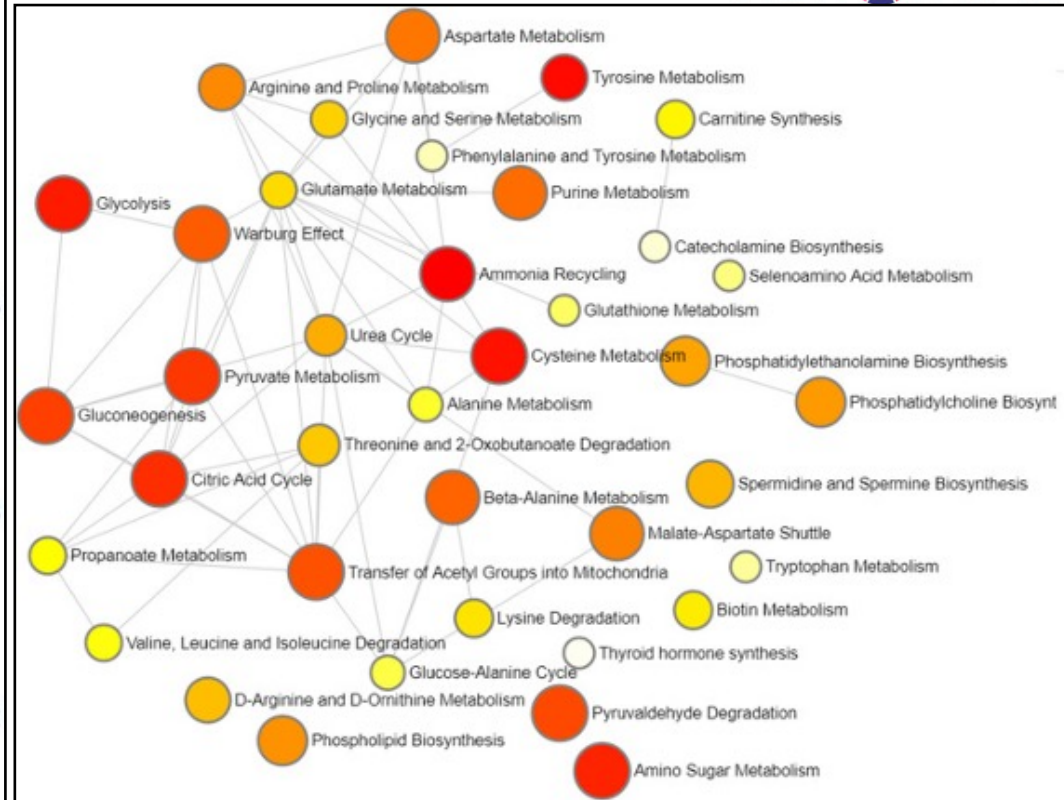 Aspartate Metabolism
Tyrosine Metabolism
Arginine and Proline Metabolism
Glycine and Serine Metabolism
Carnitine Synthesis
Phenylalanine and Tyrosine Metabolism
Glutamate Metabolism
Purine Metabolism
Glycolysis
Warburg Effect
Catecholamine Biosynthesis
Ammonia Recycling
Selenoamino Acid Metabolism
Glutathione Metabolism
Urea Cycle
Cysteine Metabolism
Phosphatidylethanolamine Biosynthesis
Pyruvate Metabolism
Alanine Metabolism
Phosphatidylcholine Biosynt
Gluconeogenesis
Threonine and 2-Oxobutanoate Degradation
Citric Acid Cycle
Spermidine and Spermine Biosynthesis
Beta-Alanine Metabolism
Malate-Aspartate Shuttle
Propanoate Metabolism
Tryptophan Metabolism
Transfer of Acetyl Groups into Mitochondria
Biotin Metabolism
Lysine Degradation
Valine, Leucine and Isoleucine Degradation
Thyroid hormone synthesis
Glucose-Alanine Cycle
D-Arginine and D-Ornithine Metabolism
Pyruvaldehyde Degradation
Phospholipid Biosynthesis
Amino Sugar Metabolism